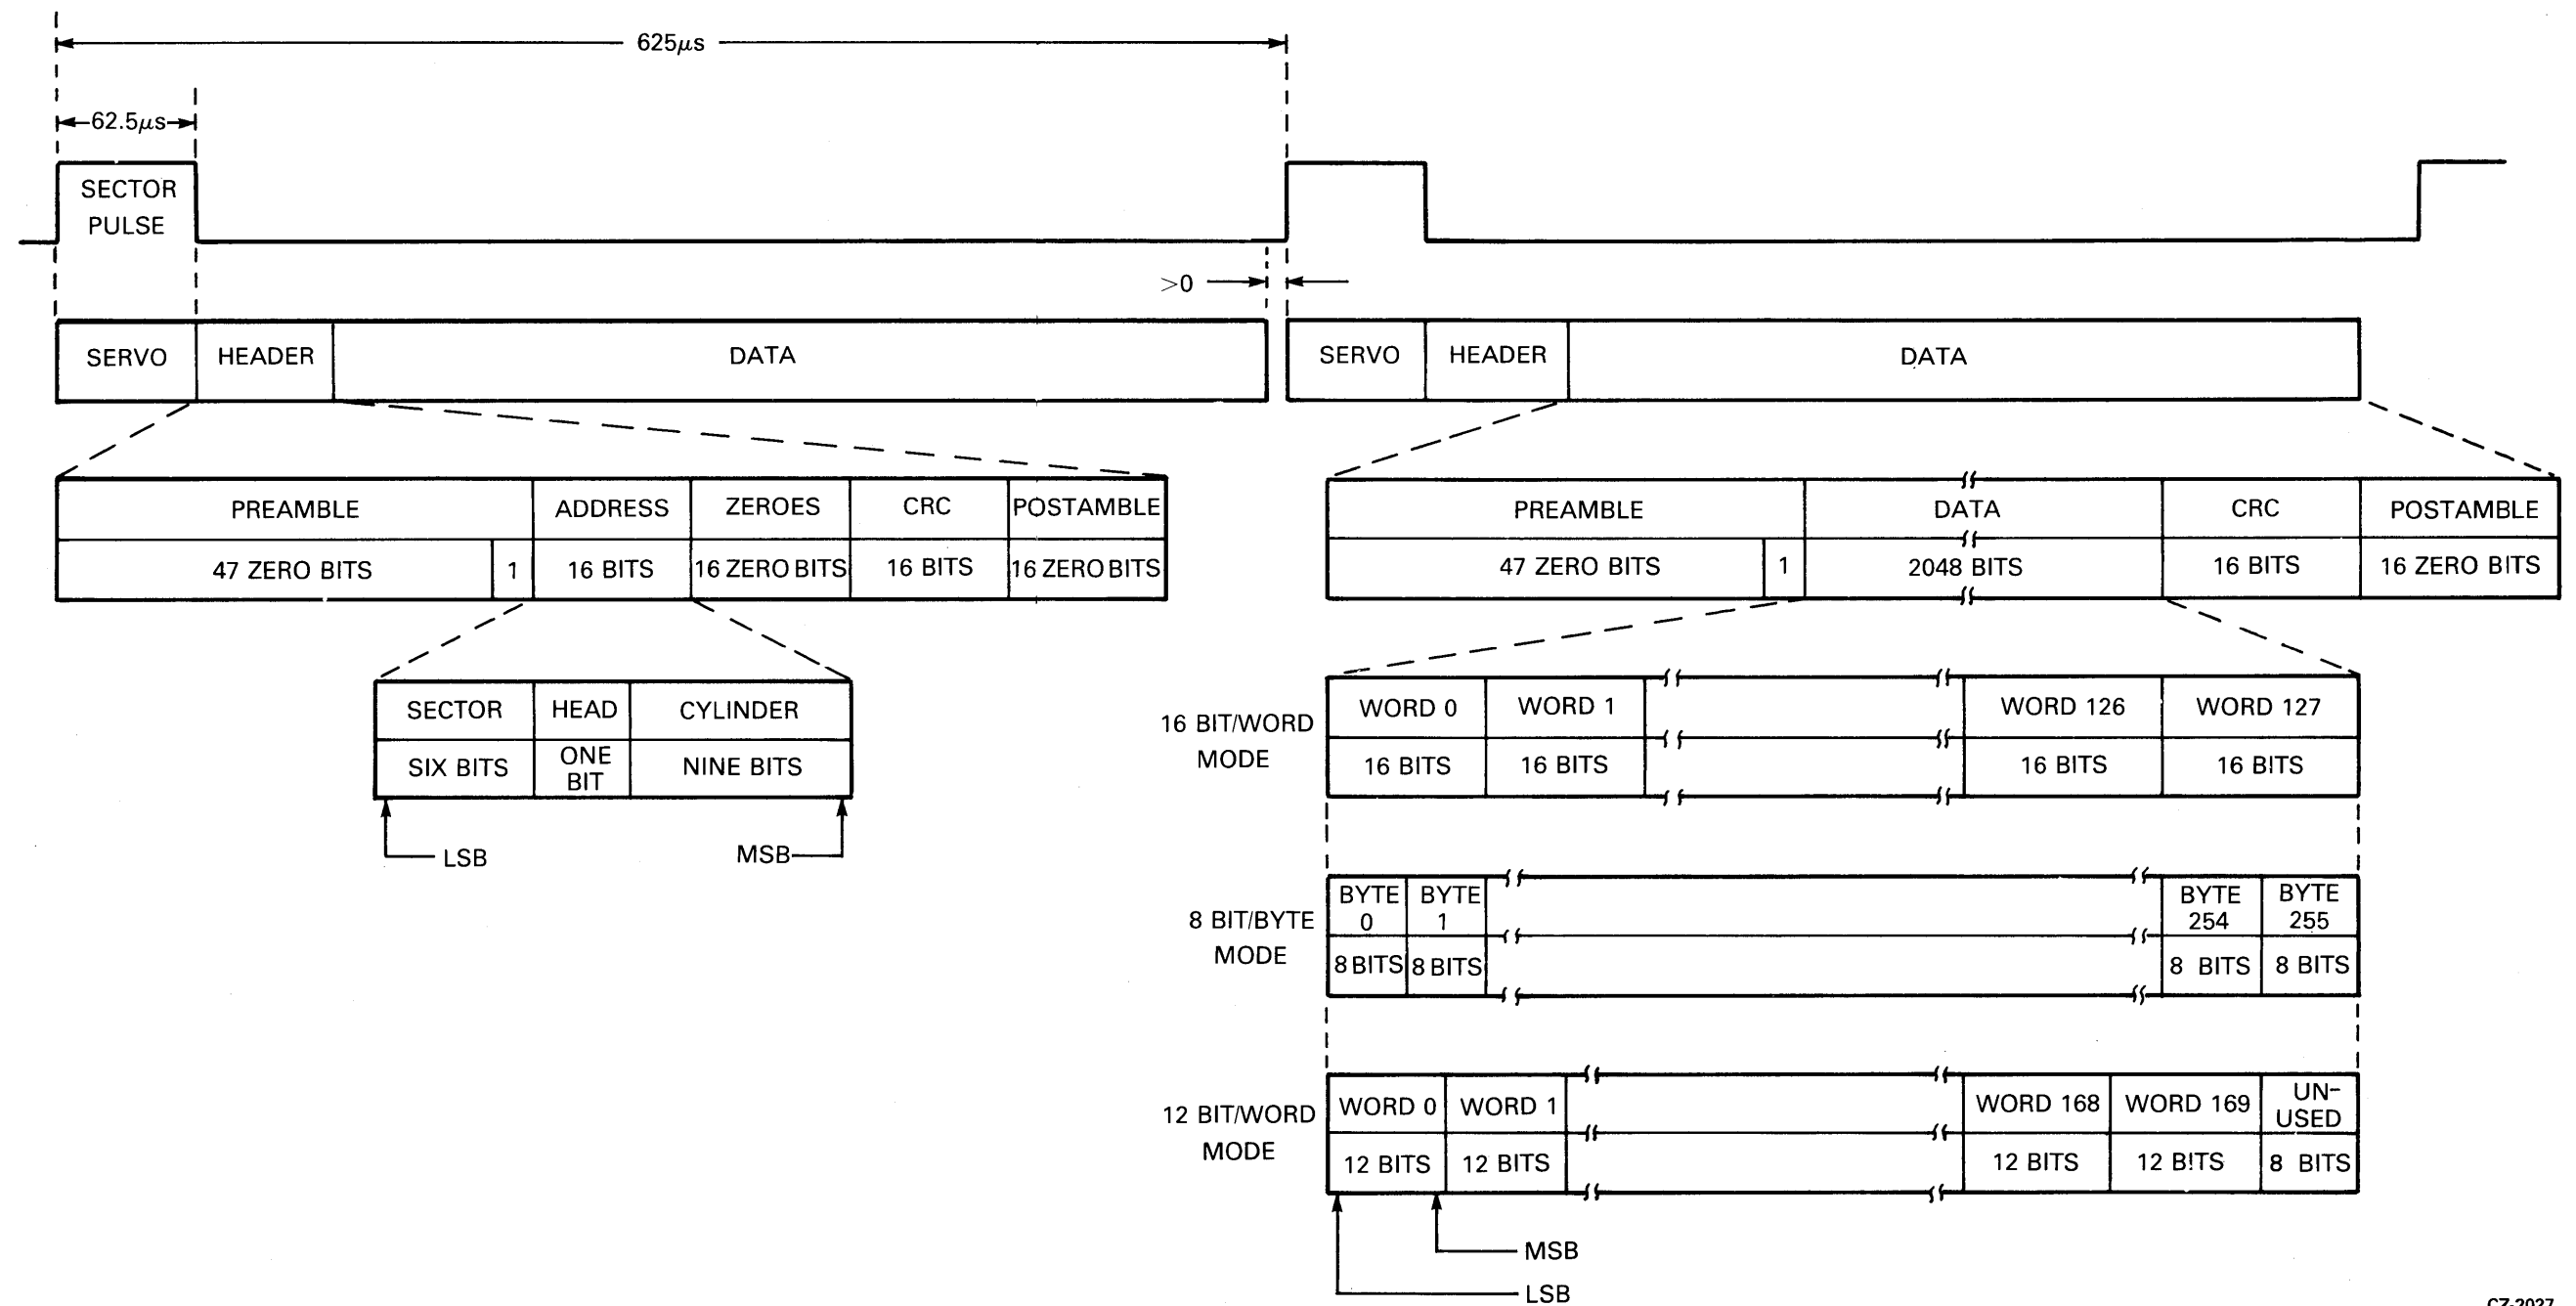 625μs
62.5μs
SECTOR
PULSE
>0
SERVO HEADER DATA SERVO HEADER DATA
PREAMBLE ADDRESS ZEROES CRC POSTAMBLE
47 ZERO BITS 1 16 BITS 16 ZERO BITS 16 BITS 16 ZERO BITS
PREAMBLE DATA CRC POSTAMBLE
47 ZERO BITS 1 2048 BITS 16 BITS 16 ZERO BITS
SECTOR HEAD CYLINDER
SIX BITS ONE BIT NINE BITS
LSB MSB
16 BIT/WORD
MODE
WORD 0 WORD 1 WORD 126 WORD 127
16 BITS 16 BITS 16 BITS 16 BITS
8 BIT/BYTE
MODE
BYTE BYTE BYTE BYTE
0 1 254 255
8 BITS 8 BITS 8 BITS 8 BITS
12 BIT/WORD
MODE
WORD 0 WORD 1 WORD 168 WORD 169 UN-
USED
12 BITS 12 BITS 12 BITS 12 BITS 8 BITS
MSB
LSB
CZ-2027